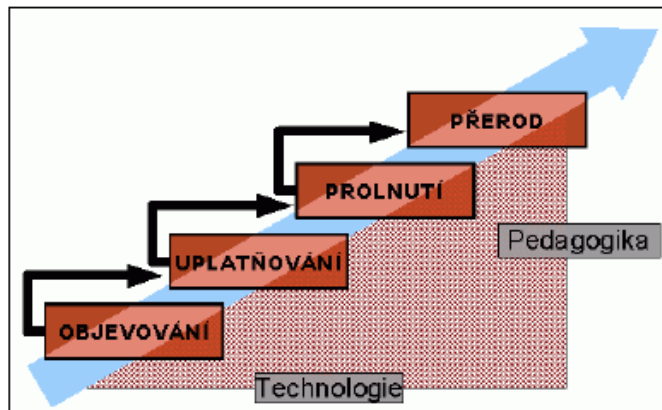 PŘEROD
PROLNUTÍ
UPLATŇOVÁNÍ
Pedagogika
OBJEVOVÁNÍ
Technologie